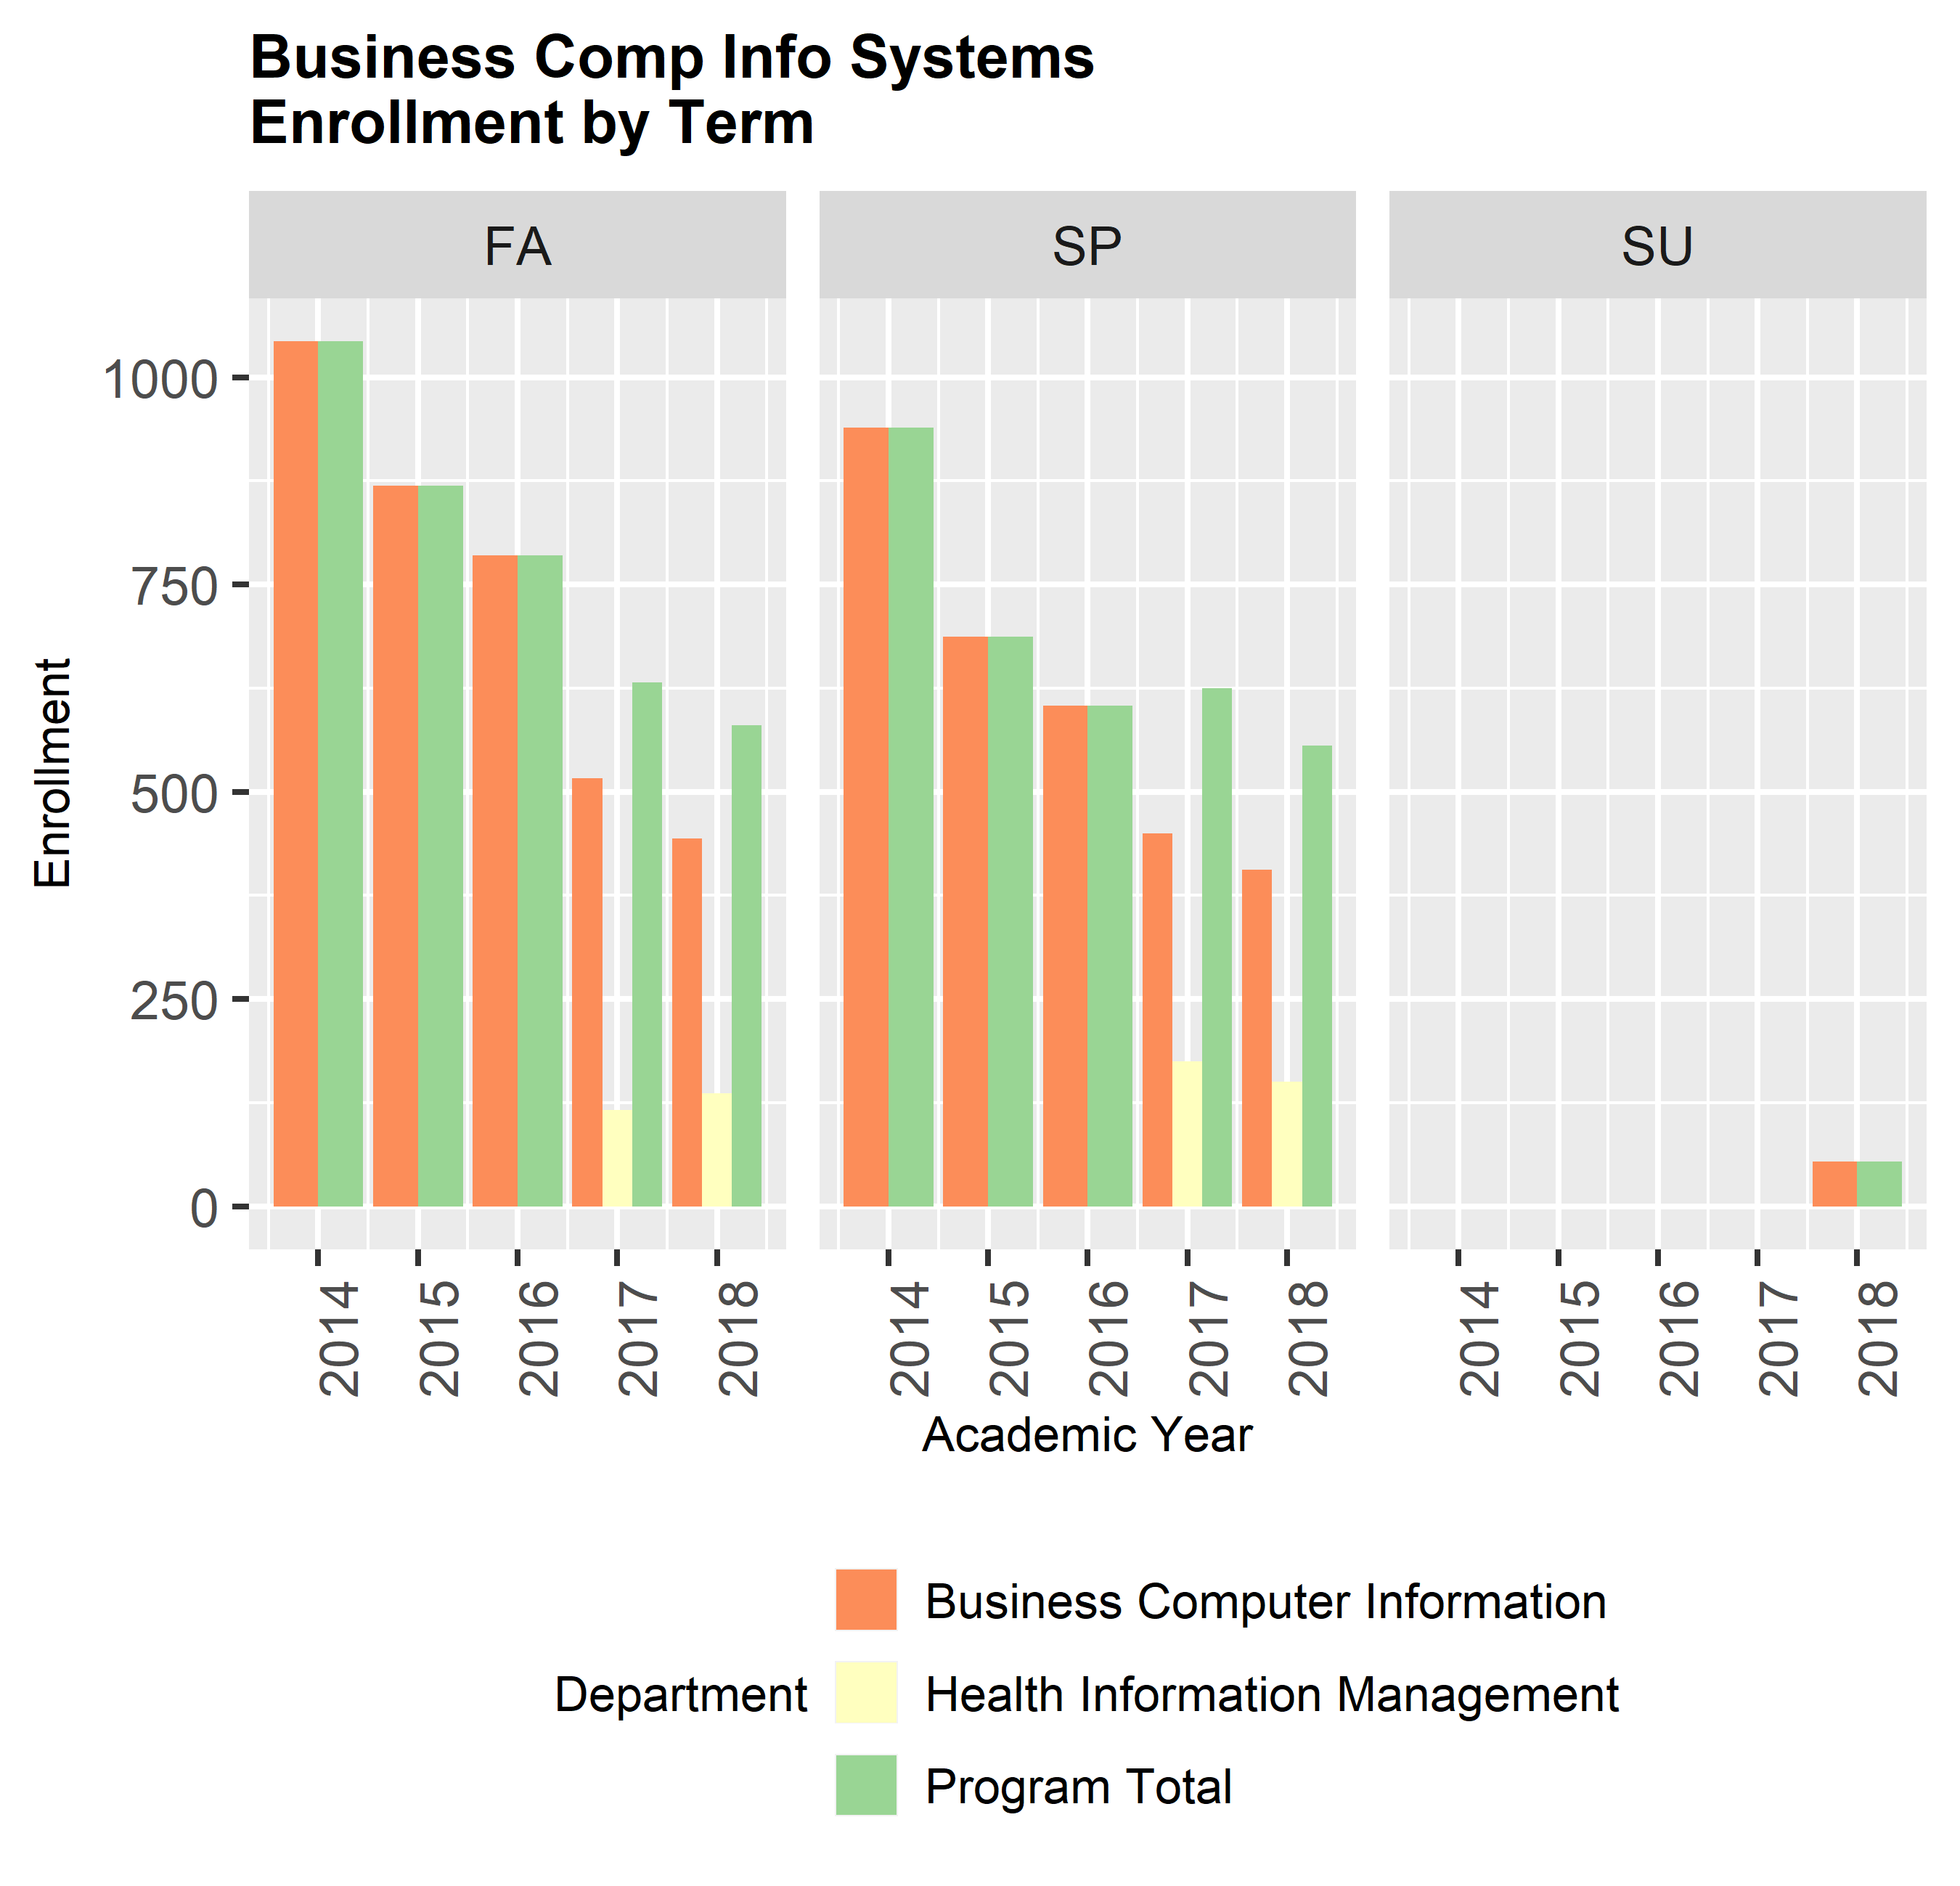 Business Comp Info Systems
Enrollment by Term
FA
SP
SU
Enrollment
1000
750
500
250
0
2014 2015 2016 2017 2018
2014 2015 2016 2017 2018
2014 2015 2016 2017 2018
Academic Year
Department
Business Computer Information
Health Information Management
Program Total